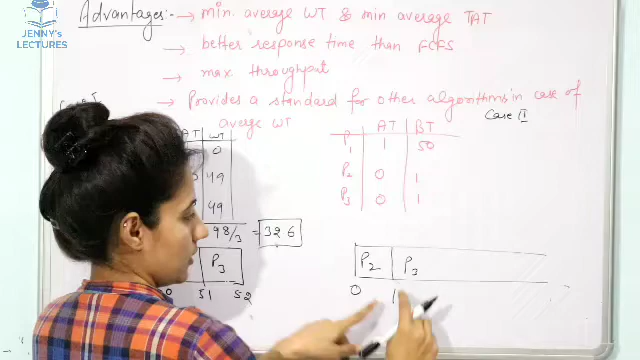 JENNY's
LECTURES
Advantages:- → min. average WT & min average TAT
→ better response time than FCFS
→ max. throughput
→ Provides a standard for other algorithms in case of
average WT
Case II
AT WT
0
49
49
98/3 = 32.6
P3
51 52
AT BT
P1 1 50
P2 0 1
P3 0 1
P2 P3
0 1